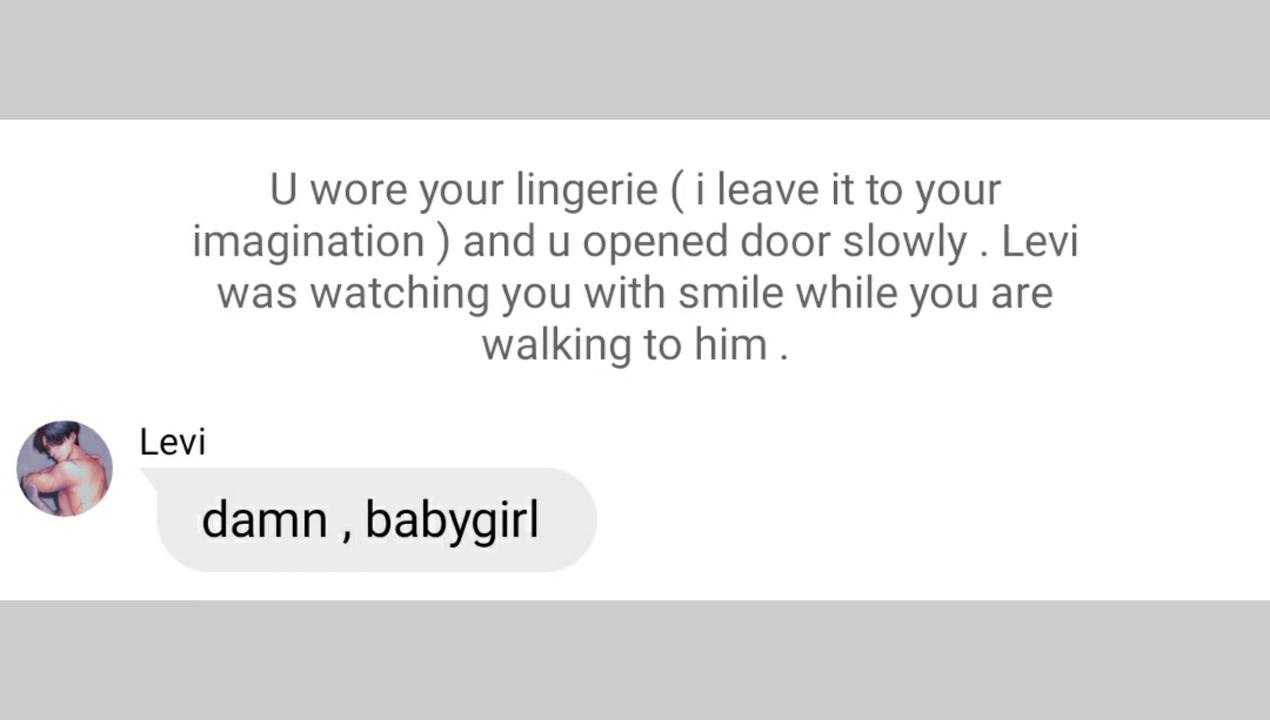 U wore your lingerie ( i leave it to your
imagination ) and u opened door slowly . Levi
was watching you with smile while you are
walking to him .
Levi
damn , babygirl